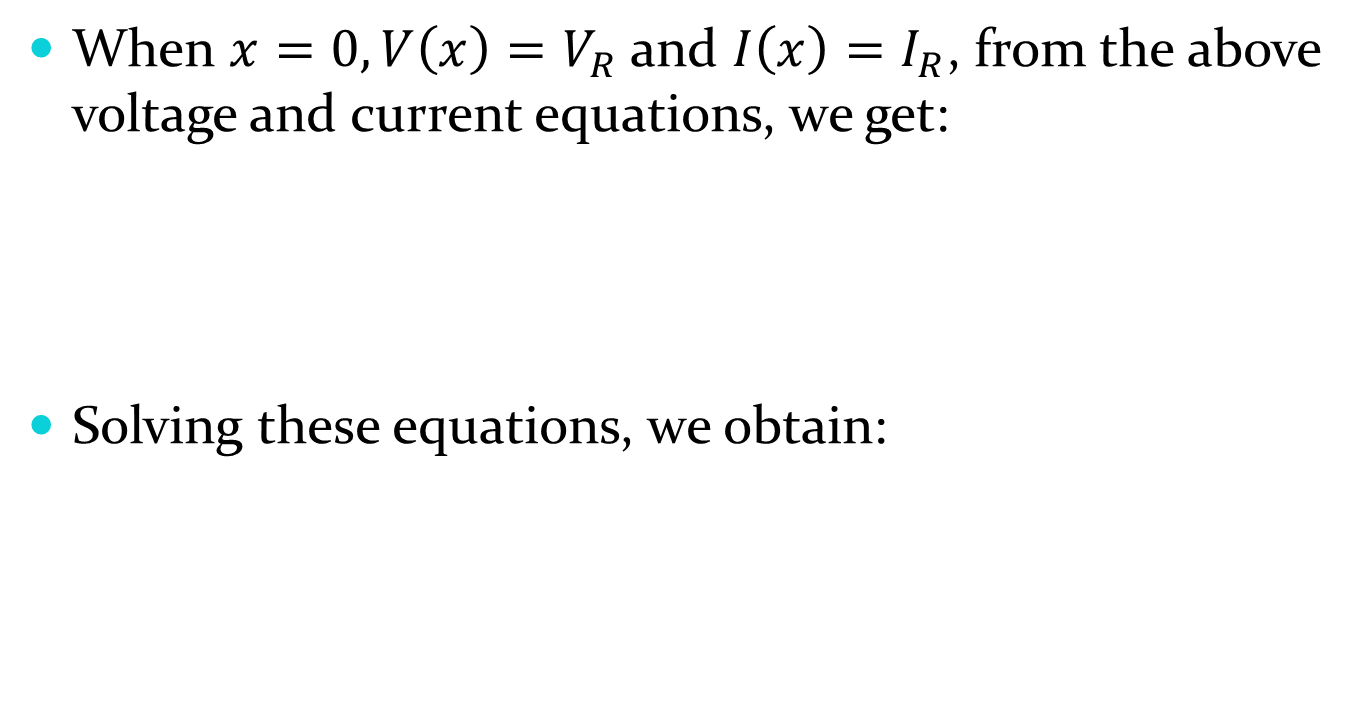 • When x = 0, V(x) = V_R and I(x) = I_R, from the above
voltage and current equations, we get:
• Solving these equations, we obtain: